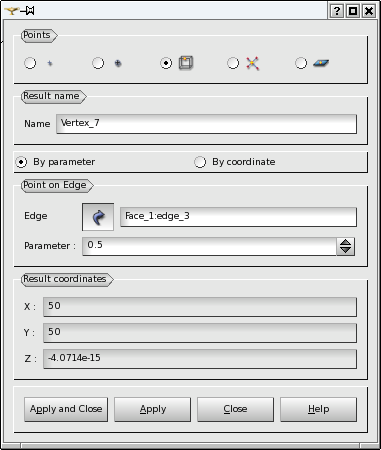 ?
Points
Result name
Name Vertex_7
By parameter By coordinate
Point on Edge
Edge Face_1:edge_3
Parameter : 0.5
Result coordinates
X : 50
Y : 50
Z : -4.0714e-15
Apply and Close Apply Close Help